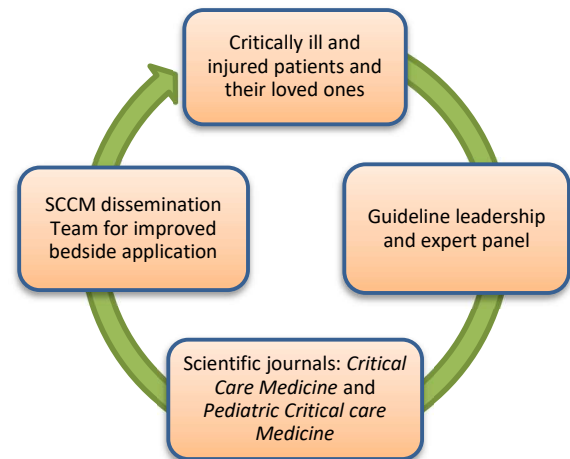 Critically ill and
injured patients and
their loved ones
Guideline leadership
and expert panel
Scientific journals: Critical
Care Medicine and
Pediatric Critical care
Medicine
SCCM dissemination
Team for improved
bedside application